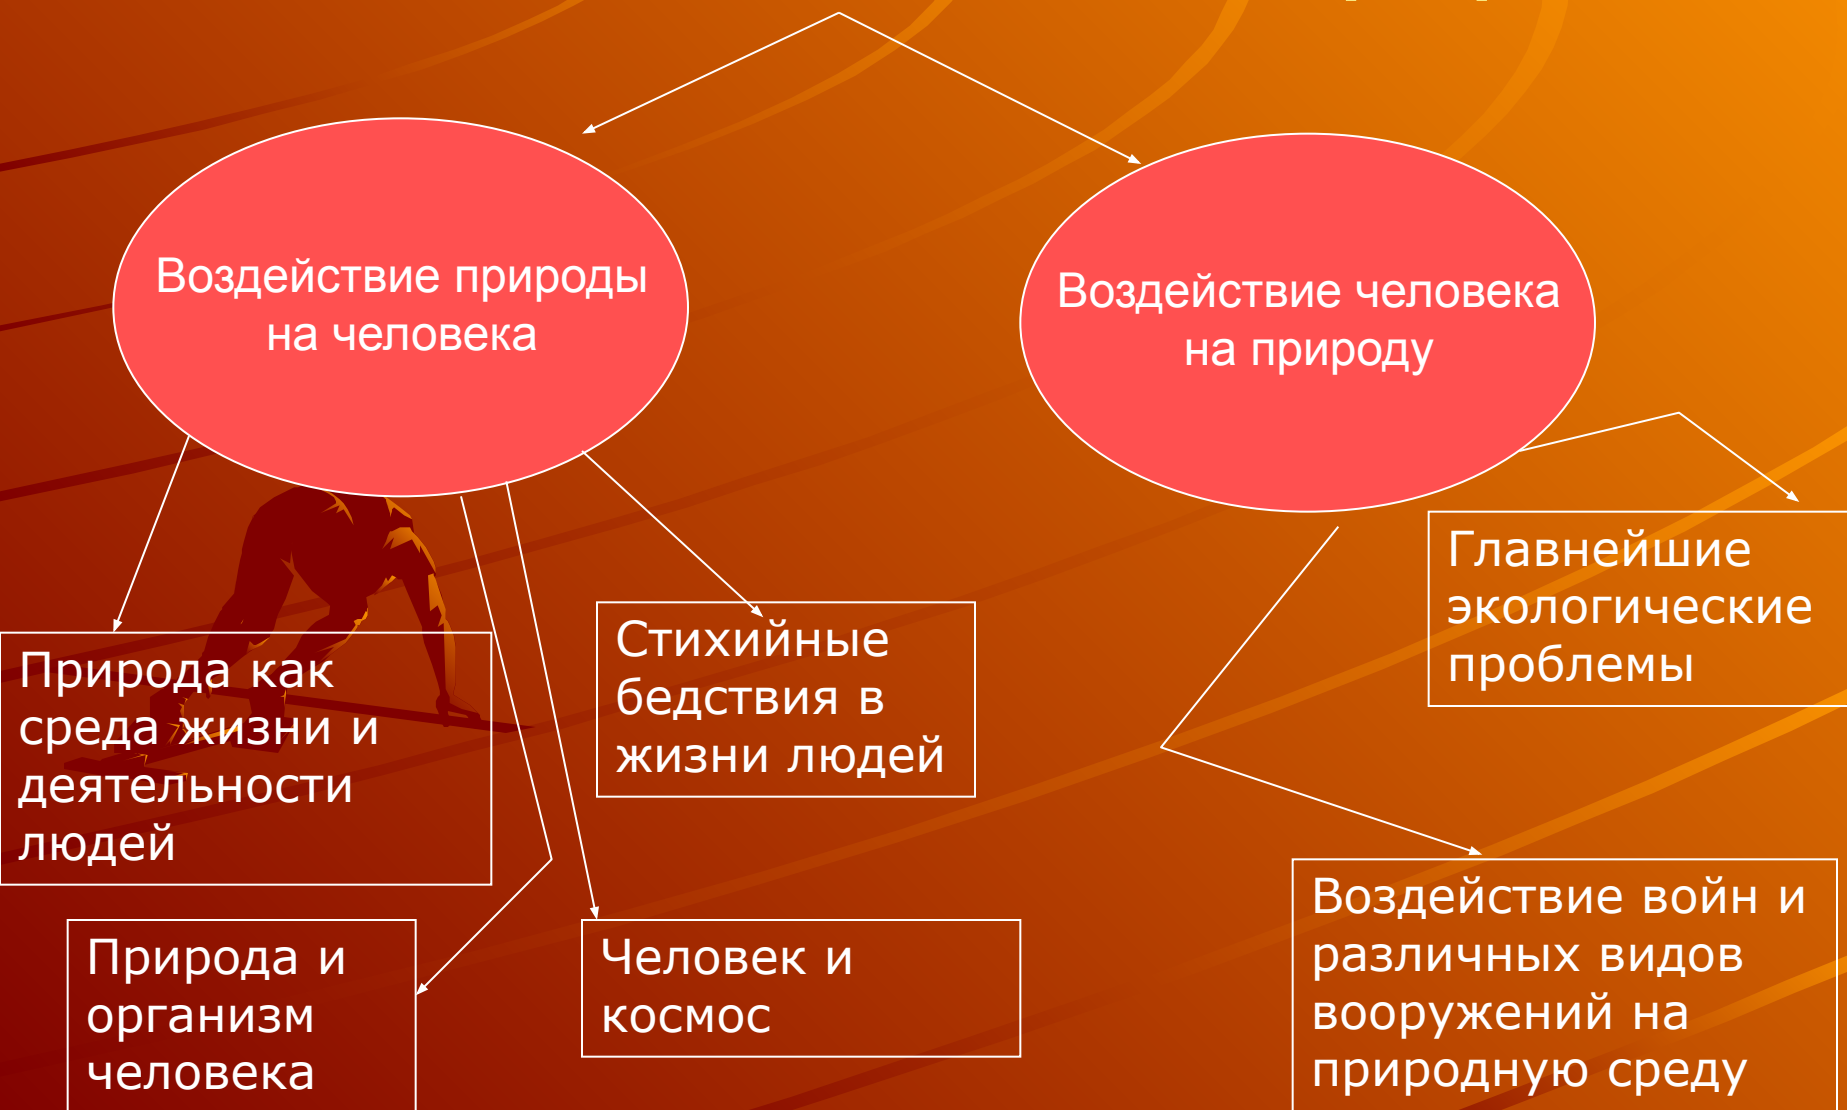 Воздействие природы
на человека
Воздействие человека
на природу
Главнейшие
экологические
проблемы
Стихийные
бедствия в
жизни людей
Природа как
среда жизни и
деятельности
людей
Природа и
организм
человека
Человек и
космос
Воздействие войн и
различных видов
вооружений на
природную среду